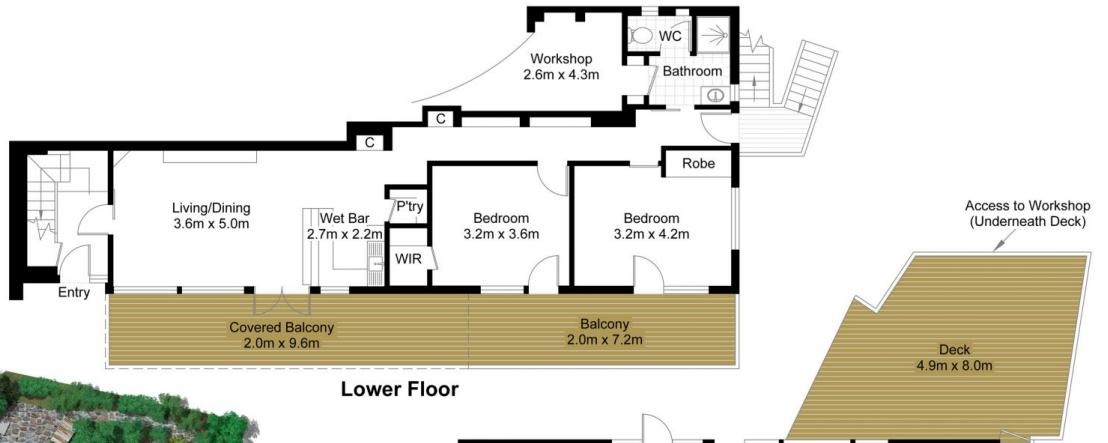 WC
Workshop
2.6m x 4.3m
Bathroom
C
C
Robe
Living/Dining
3.6m x 5.0m
Wet Bar
2.7m x 2.2m
P'try
WIR
Bedroom
3.2m x 3.6m
Bedroom
3.2m x 4.2m
Access to Workshop
(Underneath Deck)
Entry
Covered Balcony
2.0m x 9.6m
Balcony
2.0m x 7.2m
Deck
4.9m x 8.0m
Lower Floor